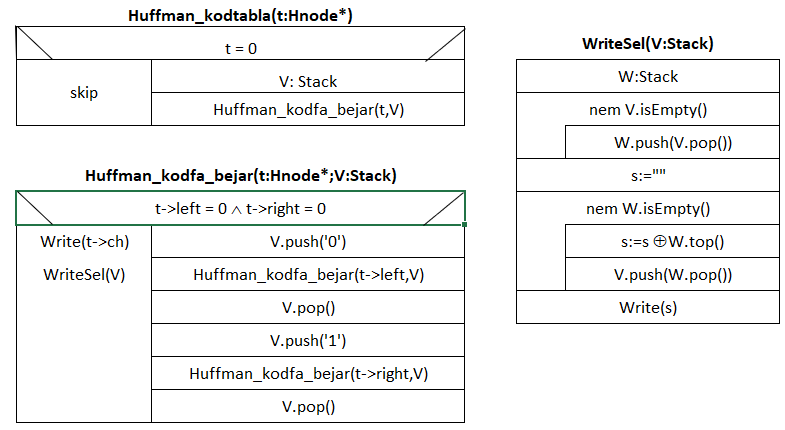 Huffman_kodtabla(t:Hnode*)
t = 0
skip
V: Stack
Huffman_kodfa_bejar(t,V)
Huffman_kodfa_bejar(t:Hnode*;V:Stack)
t->left = 0 ∧ t->right = 0
Write(t->ch)
WriteSel(V)
V.push('0')
Huffman_kodfa_bejar(t->left,V)
V.pop()
V.push('1')
Huffman_kodfa_bejar(t->right,V)
V.pop()
WriteSel(V:Stack)
W:Stack
nem V.isEmpty()
W.push(V.pop())
s:=""
nem W.isEmpty()
s:=s ⊕W.top()
V.push(W.pop())
Write(s)